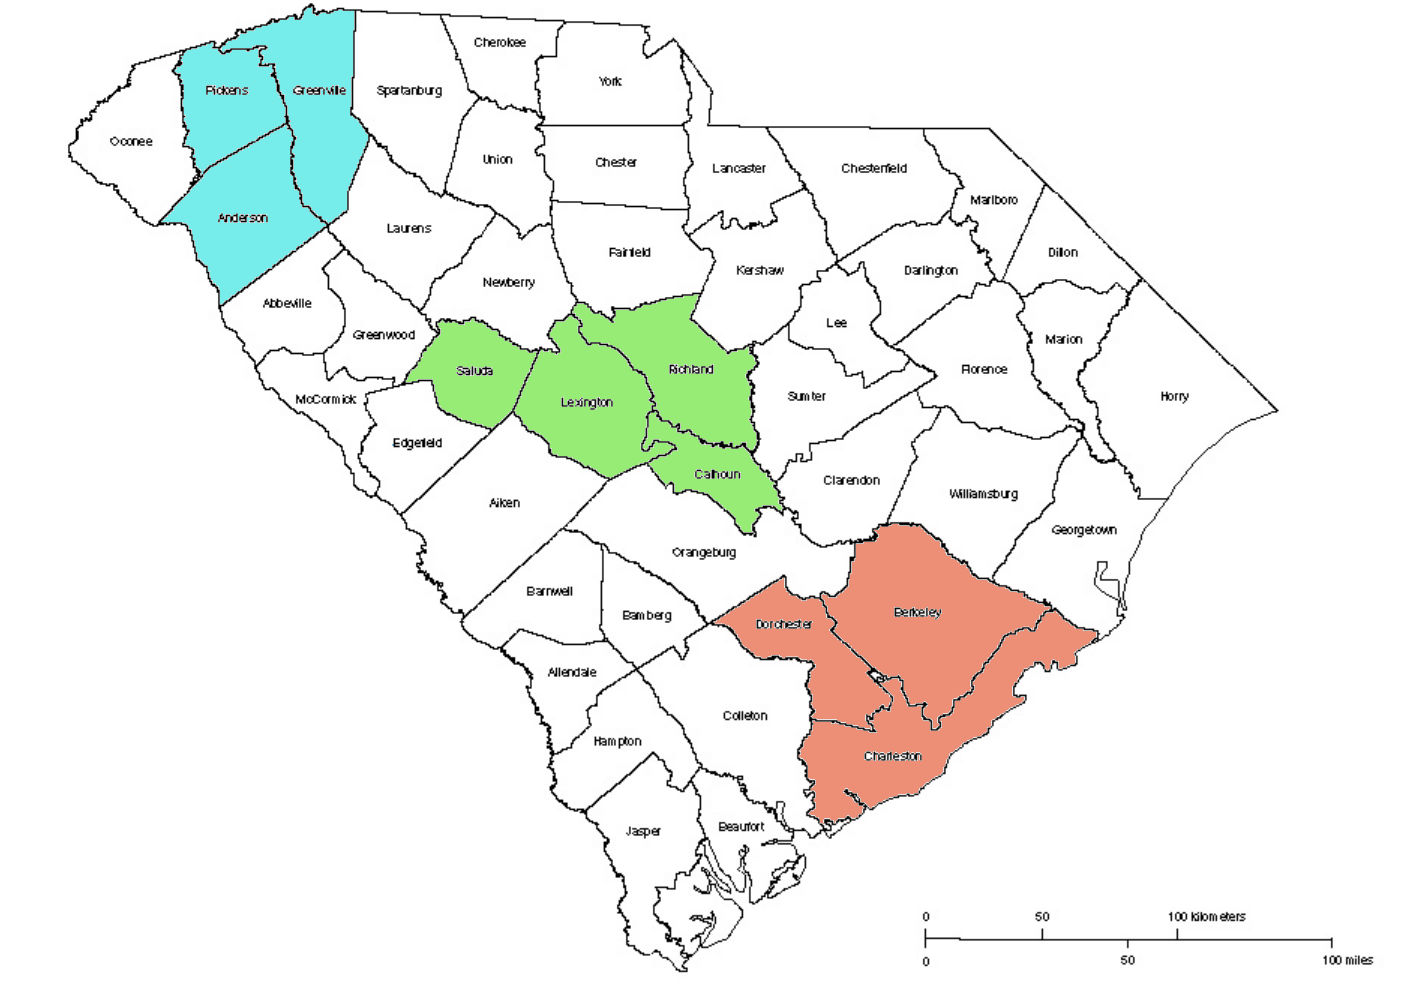 Cherokee
York
Pickens
Greenville
Spartanburg
Oconee
Union
Chester
Lancaster
Chesterfield
Marlboro
Anderson
Laurens
Fairfield
Dillon
Newberry
Kershaw
Darlington
Abbeville
Greenwood
Lee
Marion
Saluda
Richland
Florence
McCormick
Lexington
Sumter
Horry
Edgefield
Calhoun
Clarendon
Williamsburg
Aiken
Georgetown
Orangeburg
Barnwell
Bamberg
Dorchester
Berkeley
Allendale
Colleton
Hampton
Charleston
Jasper
Beaufort
0 50 100 kilometers
0 50 100 miles